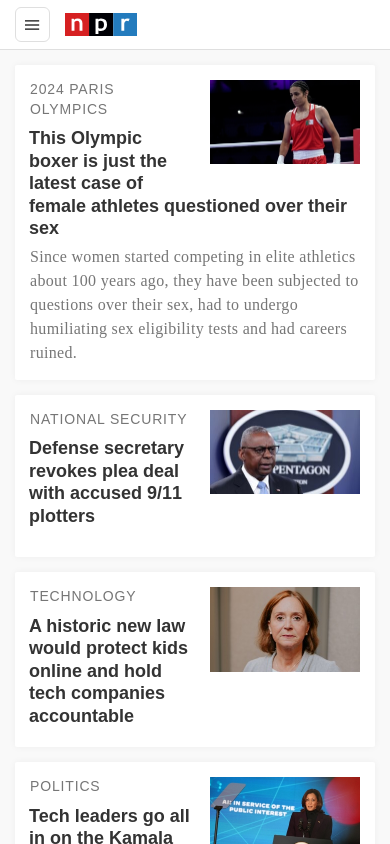 npr
2024 PARIS
OLYMPICS
This Olympic
boxer is just the
latest case of
female athletes questioned over their
sex
Since women started competing in elite athletics
about 100 years ago, they have been subjected to
questions over their sex, had to undergo
humiliating sex eligibility tests and had careers
ruined.
NATIONAL SECURITY
Defense secretary
revokes plea deal
with accused 9/11
plotters
PENTAGON
TECHNOLOGY
A historic new law
would protect kids
online and hold
tech companies
accountable
POLITICS
Tech leaders go all
in on the Kamala
IN SERVICE OF THE
PUBLIC INTEREST